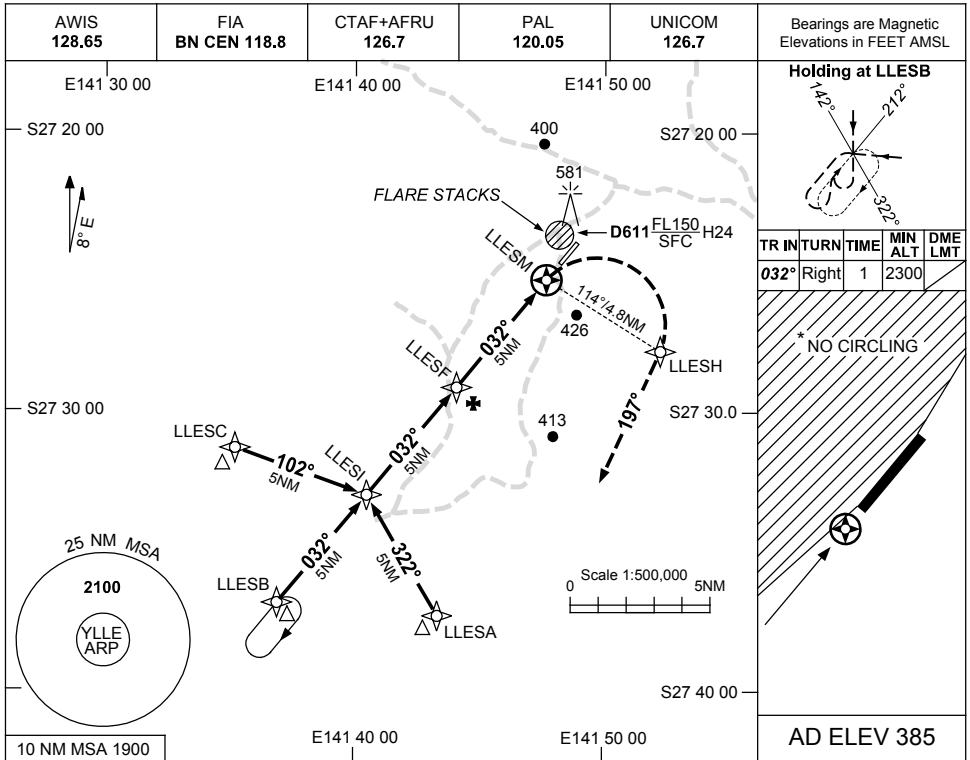 AWIS
128.65
FIA
BN CEN 118.8
CTAF+AFRU
126.7
PAL
120.05
UNICOM
126.7
Bearings are Magnetic
Elevations in FEET AMSL
E141 30 00
E141 40 00
E141 50 00
S27 20 00
S27 20 00
8° E
400
581
FLARE STACKS
D611 FL150 H24
SFC
LLESM
114°/4.8NM
426
LLESH
032°
5NM
197°
LLESF
S27 30 00
S27 30.0
413
LLESC
102°
5NM
LLESI
032°
5NM
032°
5NM
322°
5NM
LLESB
LLESA
Scale 1:500,000
0
5NM
25 NM MSA
2100
YLLE
ARP
S27 40 00
10 NM MSA 1900
E141 40 00
E141 50 00
Holding at LLESB
142°
212°
322°
TR IN
TURN
TIME
MIN
ALT
DME
LMT
032°
Right
1
2300
* NO CIRCLING
AD ELEV 385